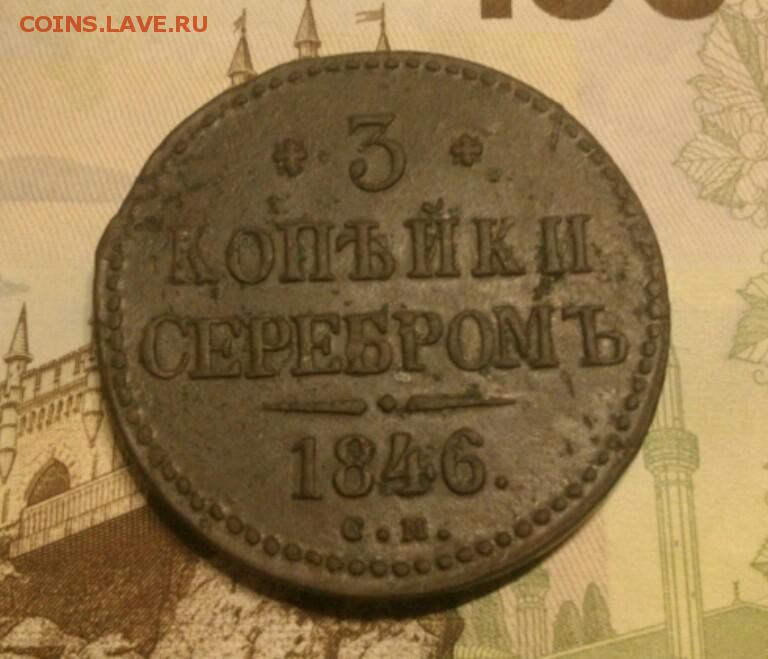 COINS.LAVE.RU
3
КОПѢЙКИ
СЕРЕБРОМЪ
1846.
С.М.